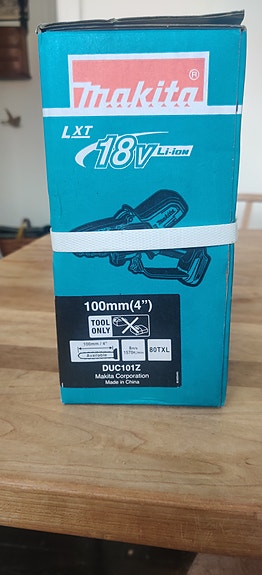 makita®
LXT
18V Li-ION
100mm(4")
TOOL
ONLY
100mm / 4"
Available
8m/s
80TXL
DUC101Z
Makita Corporation
Made in China